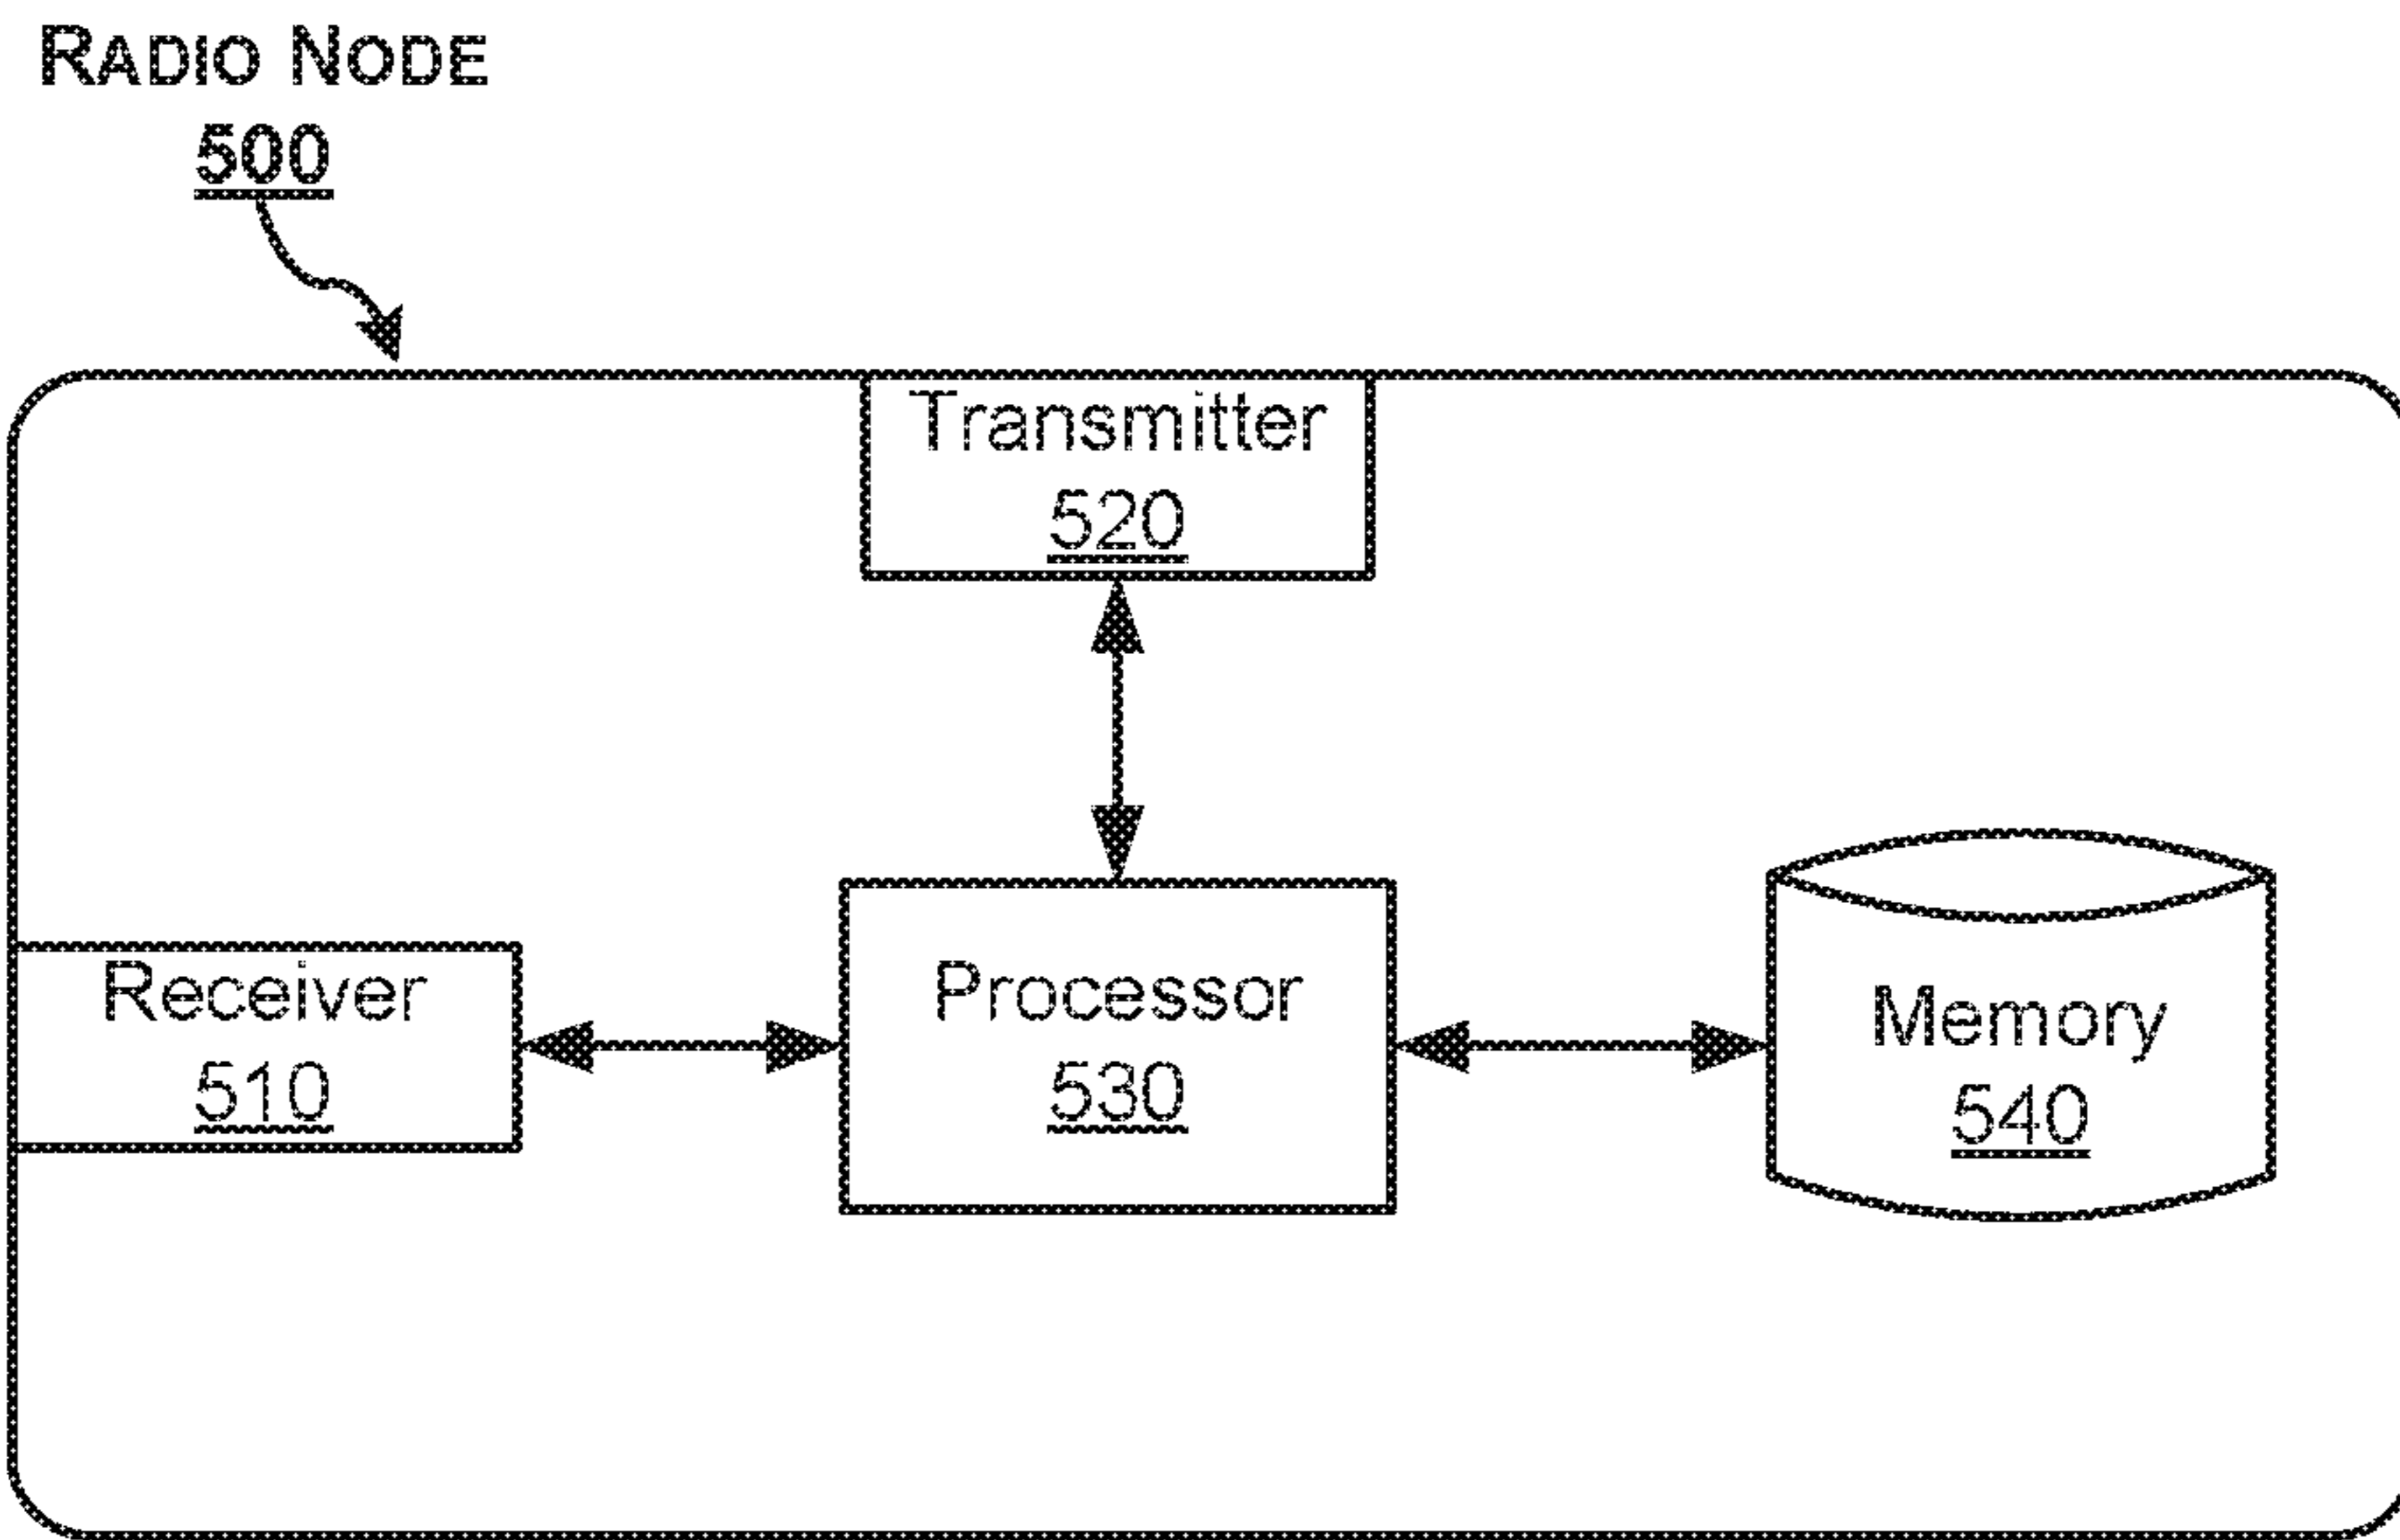 RADIO NODE
500
Transmitter
520
Receiver
510
Processor
530
Memory
540